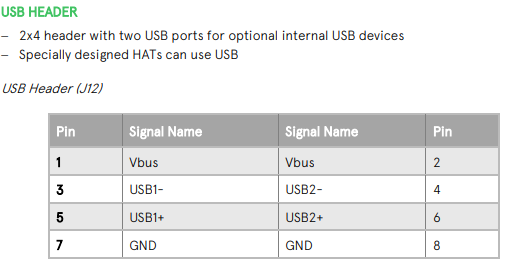 USB HEADER
– 2x4 header with two USB ports for optional internal USB devices
– Specially designed HATs can use USB
USB Header (J12)
Pin Signal Name Signal Name Pin
1 Vbus Vbus 2
3 USB1- USB2- 4
5 USB1+ USB2+ 6
7 GND GND 8